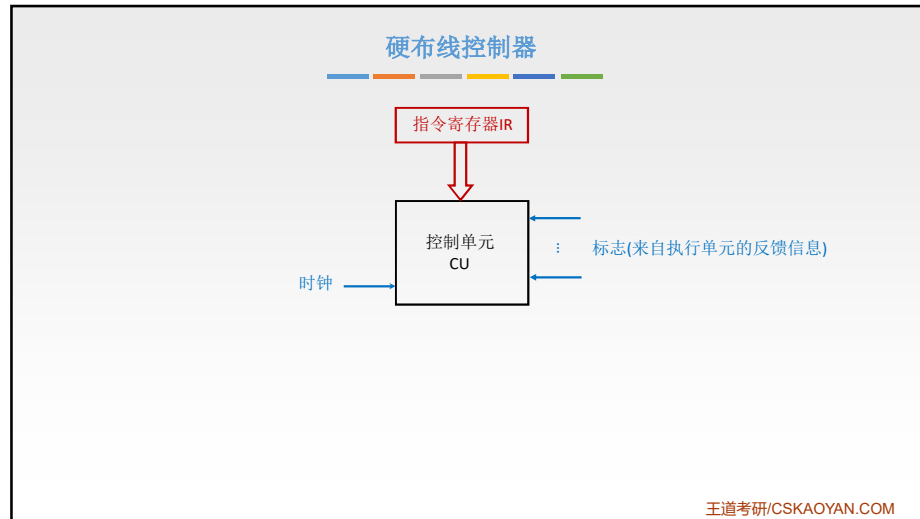 硬布线控制器
指令寄存器IR
控制单元
CU
⋮
标志(来自执行单元的反馈信息)
时钟
王道考研/CSKAOYAN.COM